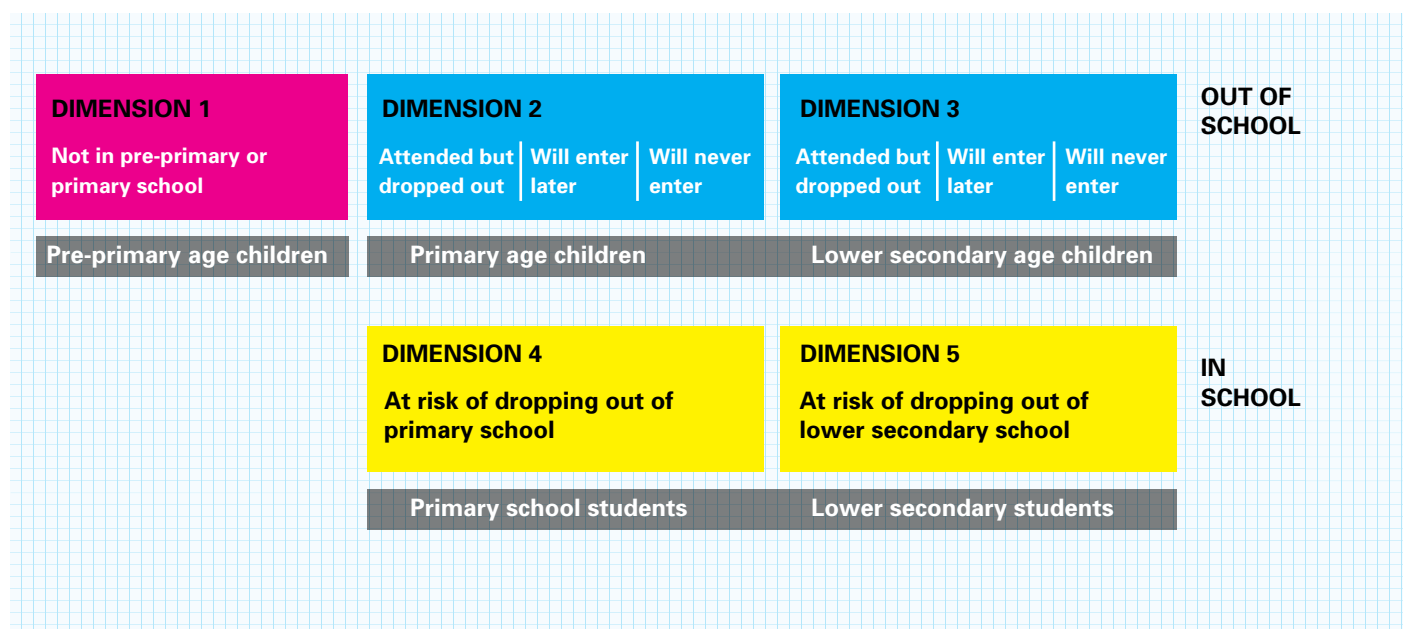 DIMENSION 1
Not in pre-primary or
primary school
DIMENSION 2
Attended but
dropped out
Will enter
later
Will never
enter
DIMENSION 3
Attended but
dropped out
Will enter
later
Will never
enter
OUT OF
SCHOOL
Pre-primary age children
Primary age children
Lower secondary age children
DIMENSION 4
At risk of dropping out of
primary school
DIMENSION 5
At risk of dropping out of
lower secondary school
IN
SCHOOL
Primary school students
Lower secondary students